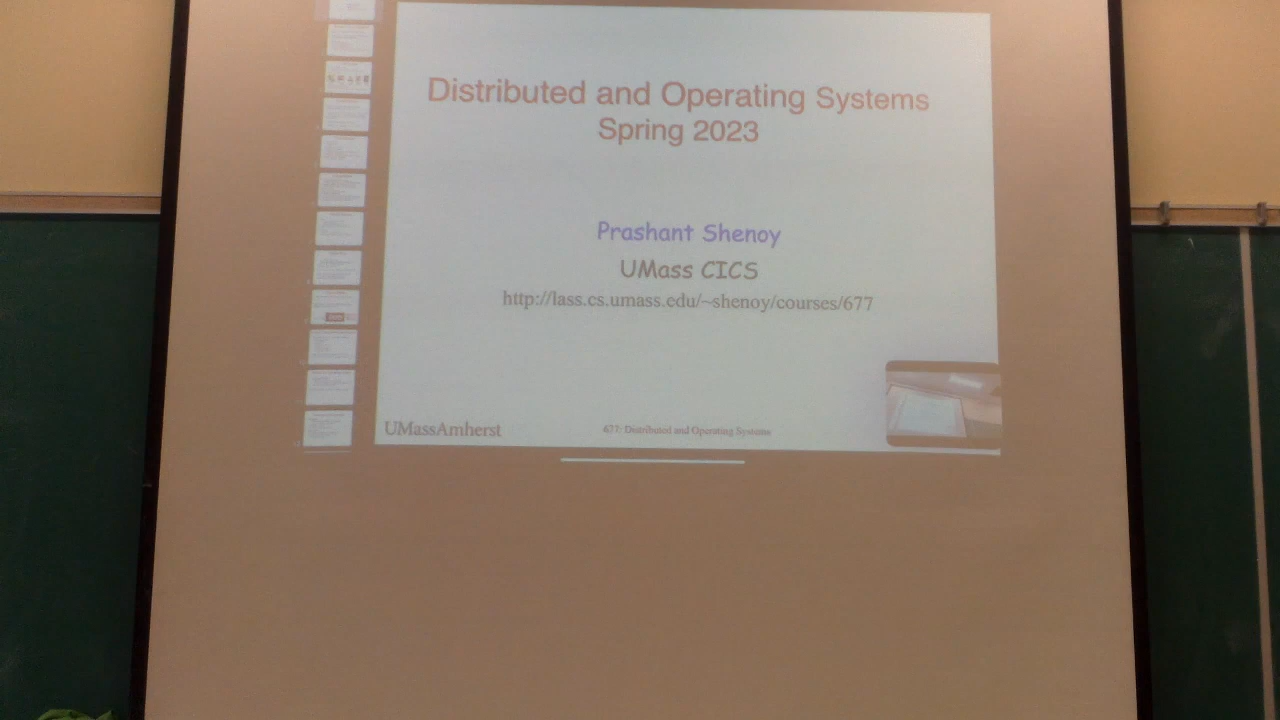 Distributed and Operating Systems
Spring 2023
Prashant Shenoy
UMass CICS
http://lass.cs.umass.edu/~shenoy/courses/677
UMassAmherst
677: Distributed and Operating Systems